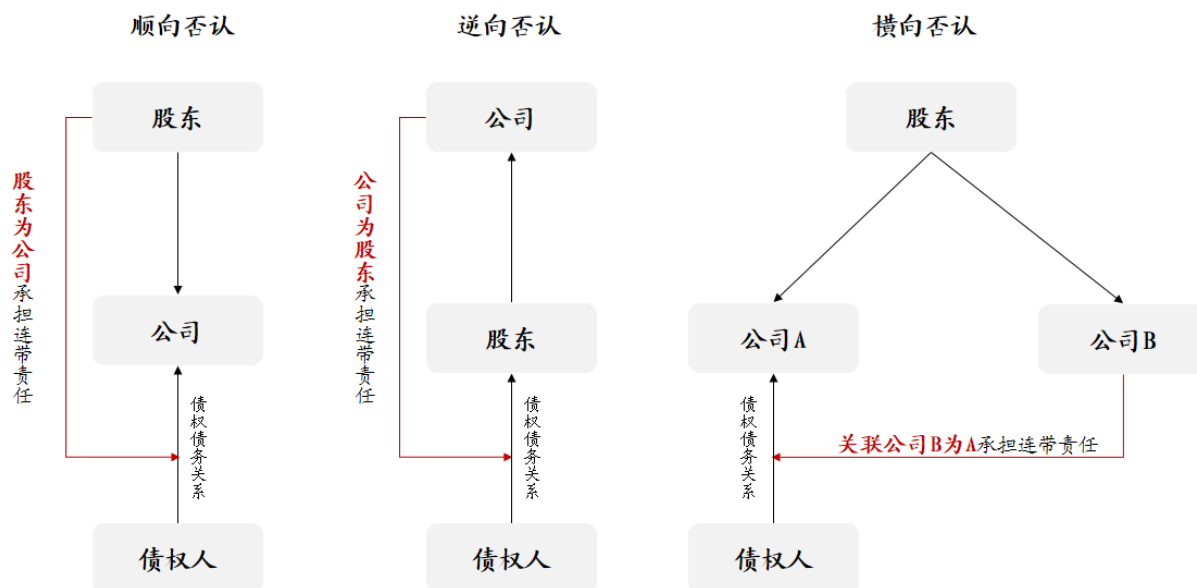 顺向否认
股东
股东为公司承担连带责任
公司
债权债务关系
债权人
逆向否认
公司
公司为股东承担连带责任
股东
债权债务关系
债权人
横向否认
股东
公司A
公司B
债权债务关系
关联公司B为A承担连带责任
债权人